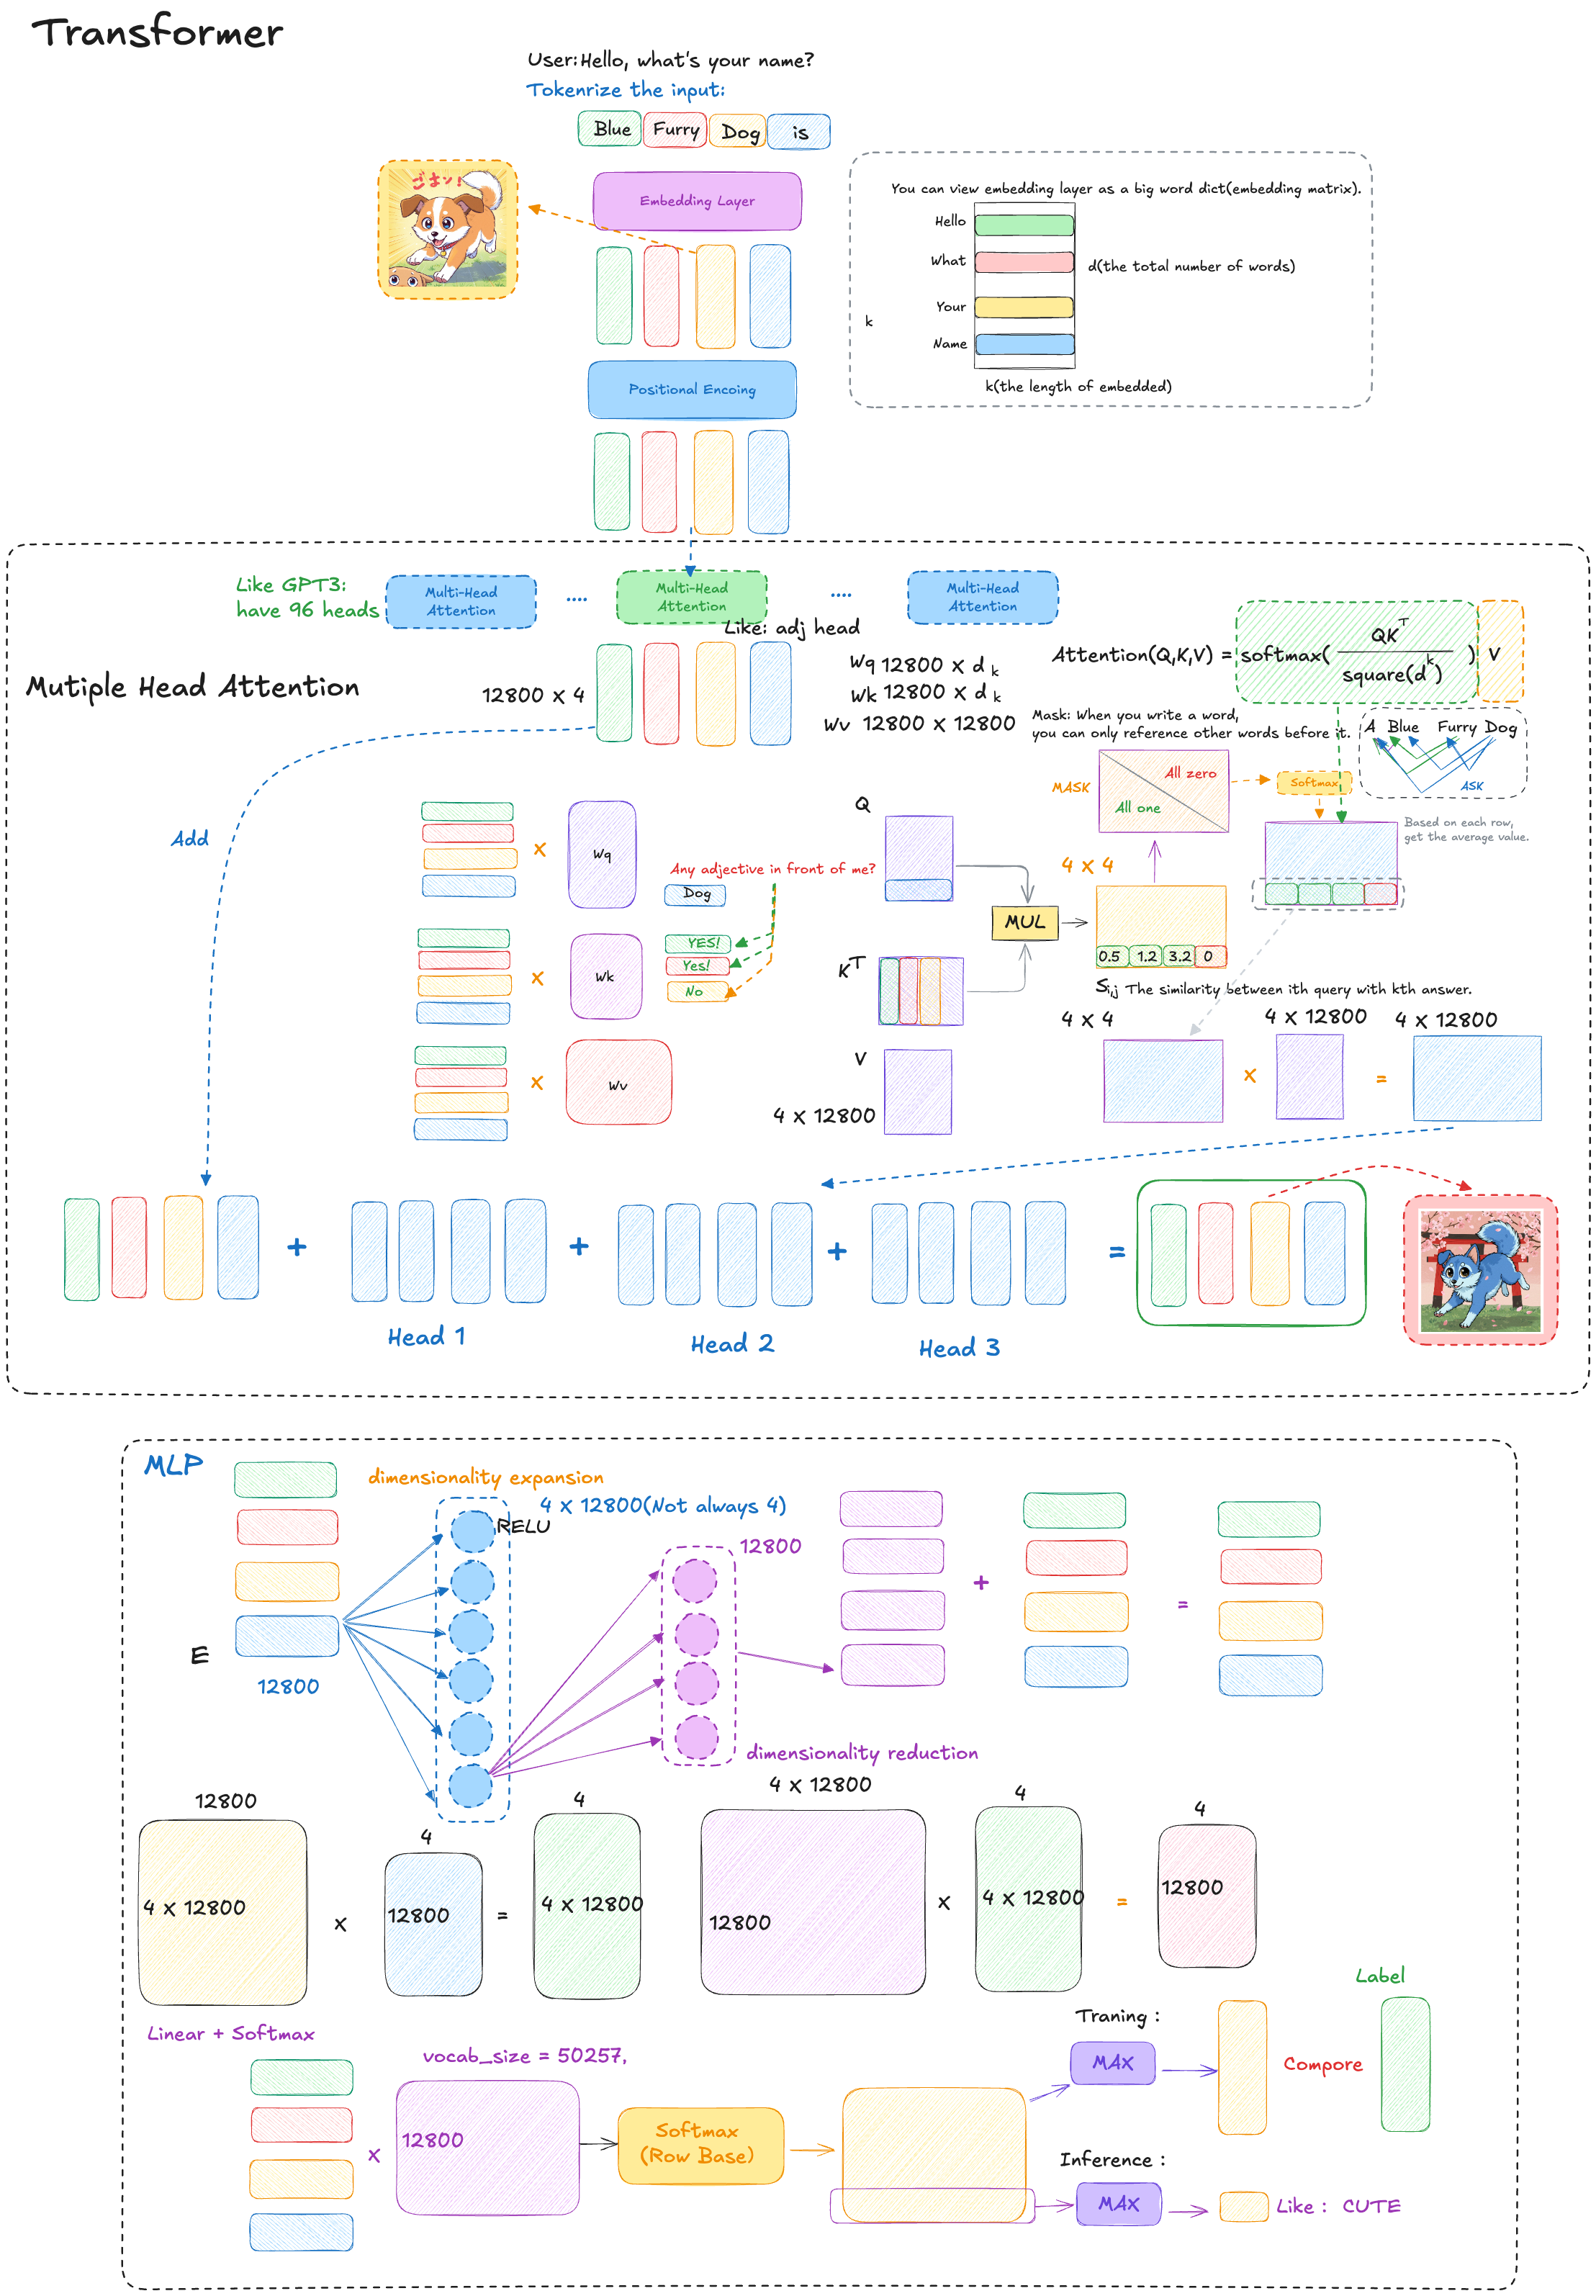 Transformer
User:Hello, what's your name?
Tokenrize the input:
Blue Furry Dog is
ごまン!
Embedding Layer
You can view embedding layer as a big word dict(embedding matrix).
Hello
What
d(the total number of words)
Your
k
Name
k(the length of embedded)
Positional Encoing
Like GPT3:
have 96 heads
Multi-Head
Attention
....
Multi-Head
Attention
....
Multi-Head
Attention
Like: adj head
Mutiple Head Attention
12800 x 4
Wq 12800 x d k
Wk 12800 x d k
Wv 12800 x 12800
Attention(Q,K,V) = softmax( QK^T
square(d^k) ) V
Mask: When you write a word,
you can only reference other words before it.
A Blue Furry Dog
ASK
MASK
All zero
All one
Softmax
Based on each row,
get the average value.
Add
x
Wq
Any adjective in front of me?
Dog
YES!
Yes!
No
x
Wk
x
Wv
Q
K^T
V
4 x 12800
MUL
4 x 4
0.5 1.2 3.2 0
Si,j The similarity between ith query with kth answer.
4 x 4
4 x 12800
4 x 12800
x
=
+
+
+
=
Head 1
Head 2
Head 3
MLP
dimensionality expansion
4 x 12800(Not always 4)
RELU
12800
E
12800
+
=
dimensionality reduction
12800
4 x 12800
x
4
12800
=
4
4 x 12800
4 x 12800
12800
x
4
4 x 12800
=
4
12800
Linear + Softmax
vocab_size = 50257,
x
12800
Softmax
(Row Base)
Traning :
MAX
Compore
Label
Inference :
MAX
Like : CUTE